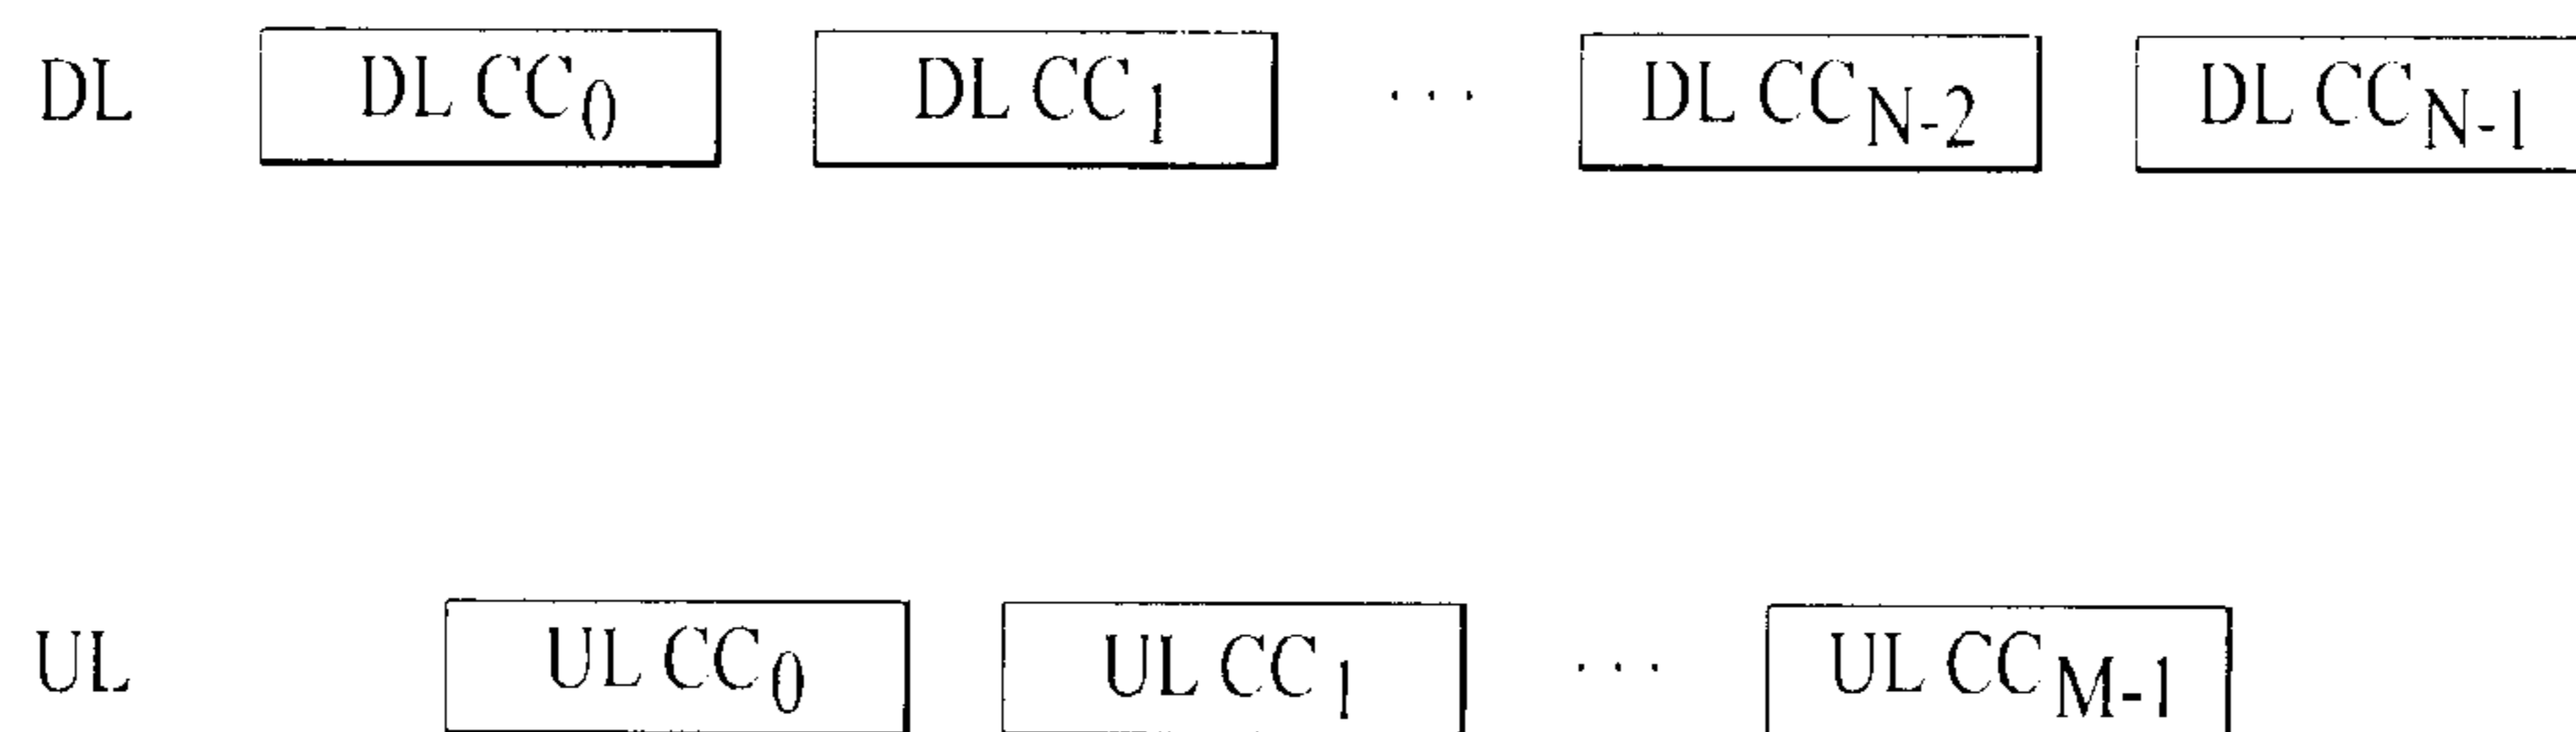 DL DL CC0 DL CC1 ... DL CCN-2 DL CCN-1
UL UL CC0 UL CC1 ... UL CCM-1